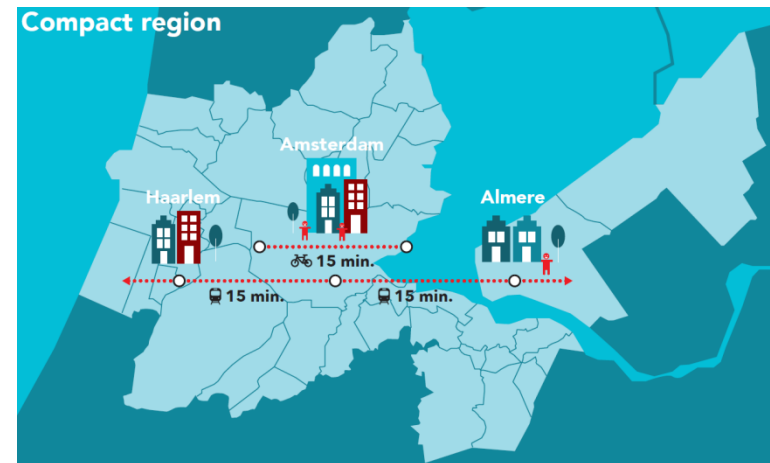 Compact region
Amsterdam
Haarlem
Almere
15 min.
15 min.
15 min.